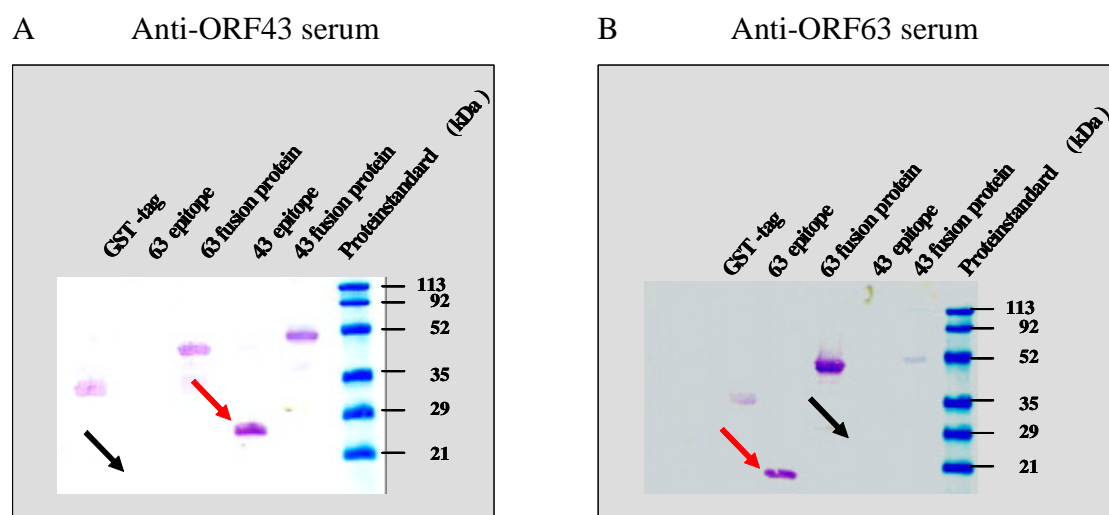 A Anti-ORF43 serum
GST -tag
63 epitope
63 fusion protein
43 epitope
43 fusion protein
Proteinstandard (kDa )
113
92
52
35
29
21
B Anti-ORF63 serum
GST -tag
63 epitope
63 fusion protein
43 epitope
43 fusion protein
Proteinstandard (kDa )
113
92
52
35
29
21